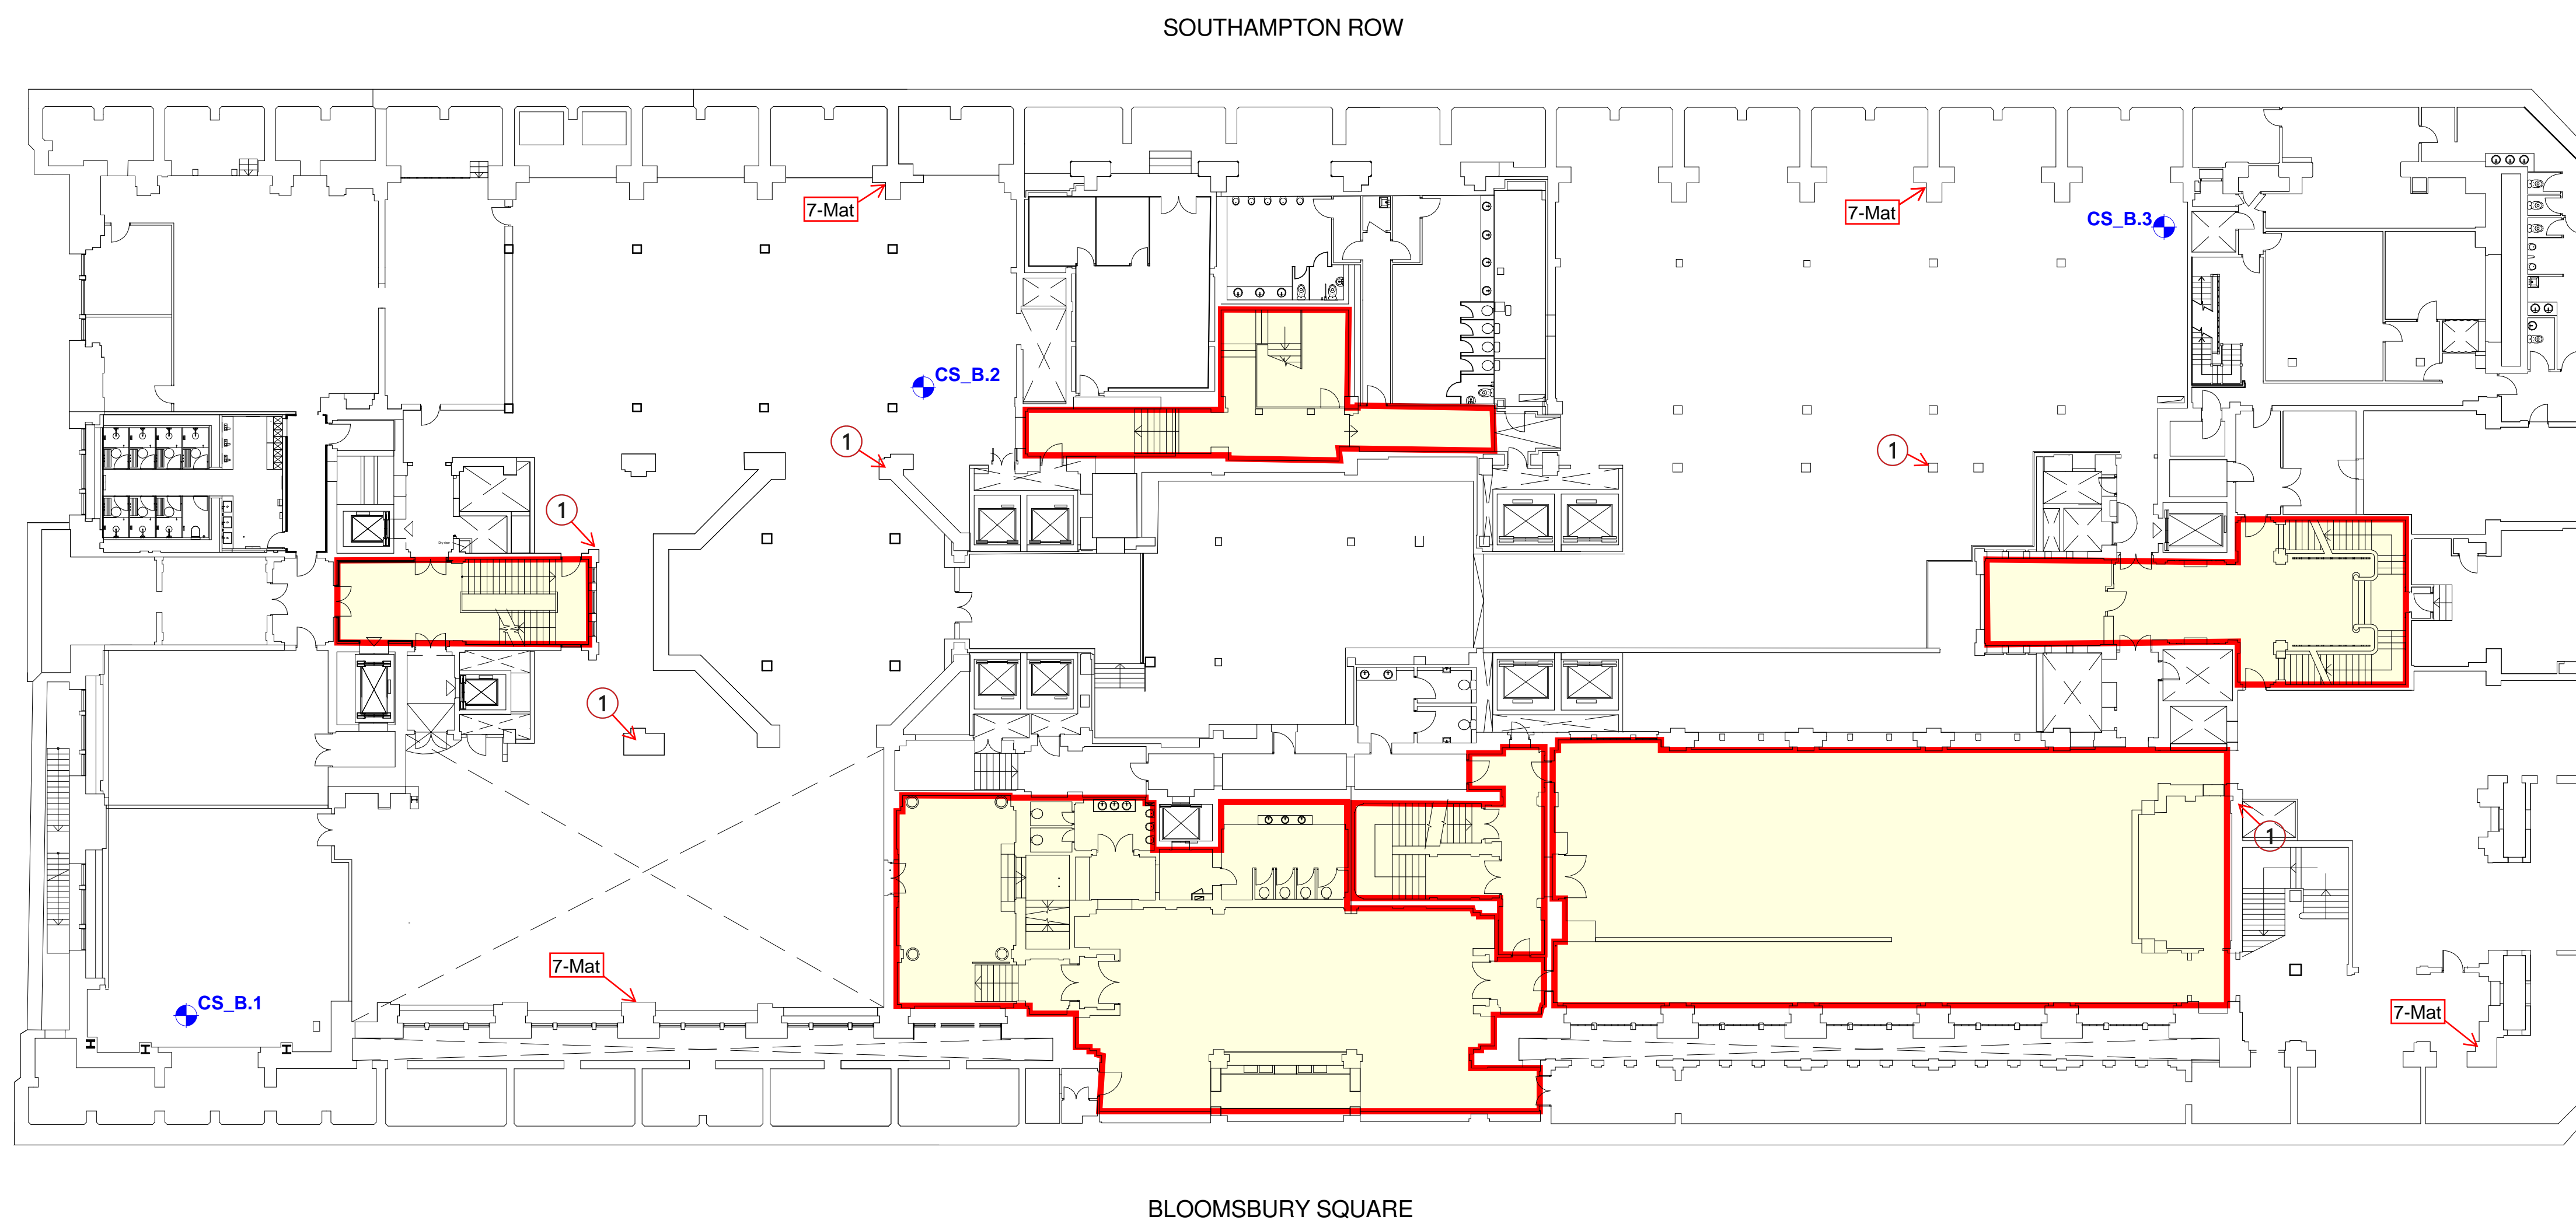 SOUTHAMPTON ROW
7-Mat
7-Mat
CS_B.3
CS_B.2
1
1
1
1
1
7-Mat
CS_B.1
7-Mat
BLOOMSBURY SQUARE